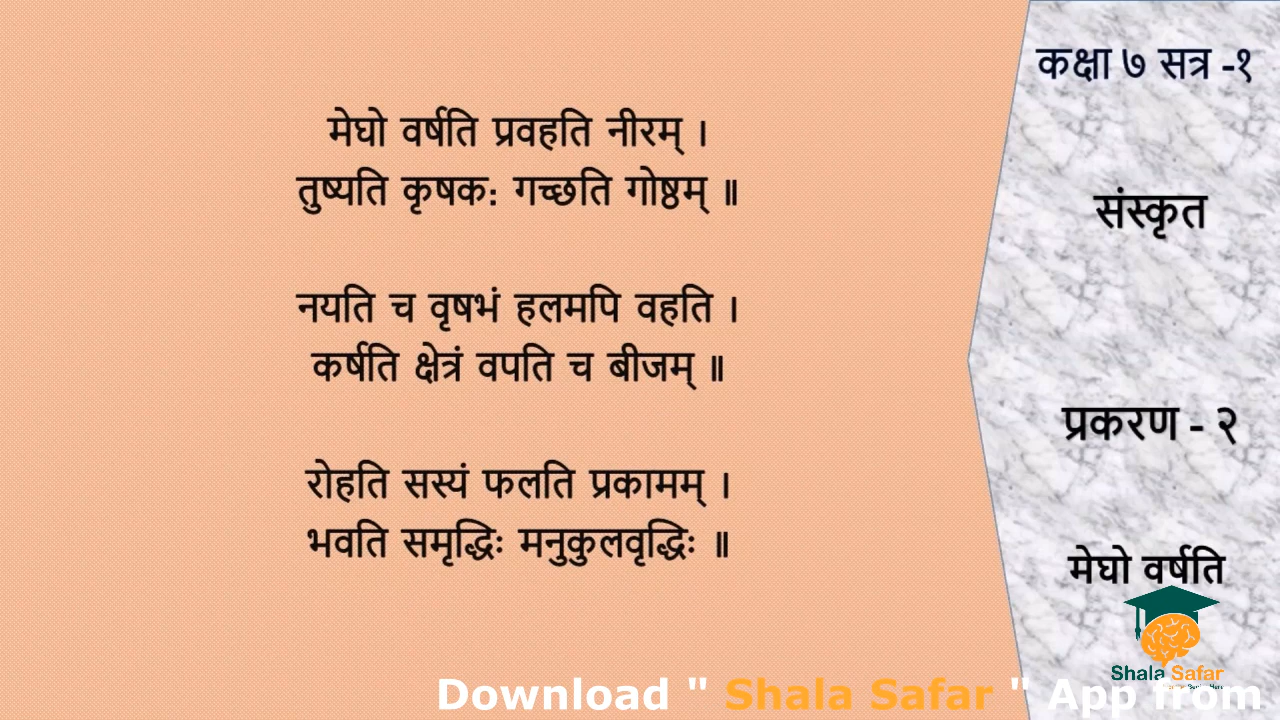 मेघो वर्षति प्रवहति नीरम् ।
तुष्यति कृषक: गच्छति गोष्ठम् ॥
नयति च वृषभं हलमपि वहति ।
कर्षति क्षेत्रं वपति च बीजम् ॥
रोहति सस्यं फलति प्रकामम् ।
भवति समृद्धिः मनुकुलवृद्धिः ॥
कक्षा ७ सत्र -१
संस्कृत
प्रकरण - २
मेघो वर्षति
Shala Safar
Download " Shala Safar " App from